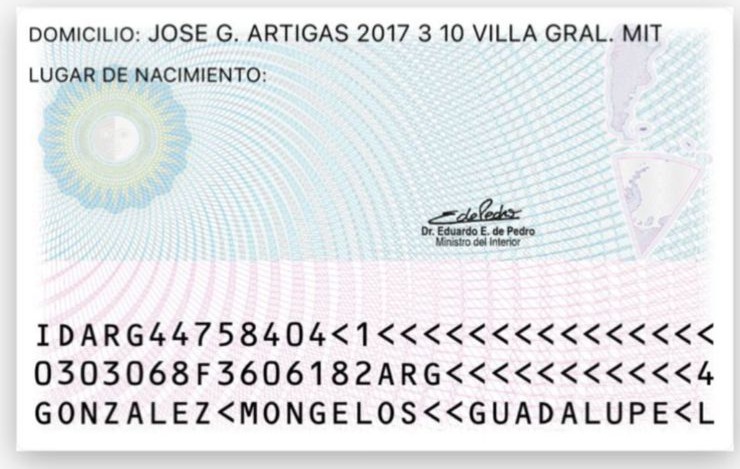 DOMICILIO: JOSE G. ARTIGAS 2017 3 10 VILLA GRAL. MIT
LUGAR DE NACIMIENTO:
Dr. Eduardo E. de Pedro
Ministro del Interior
IDARG44758404<1<<<<<<<<<<<<<<<
0303068F3606182ARG<<<<<<<<<<<4
GONZALEZ<MONGELOS<<GUADALUPE<L